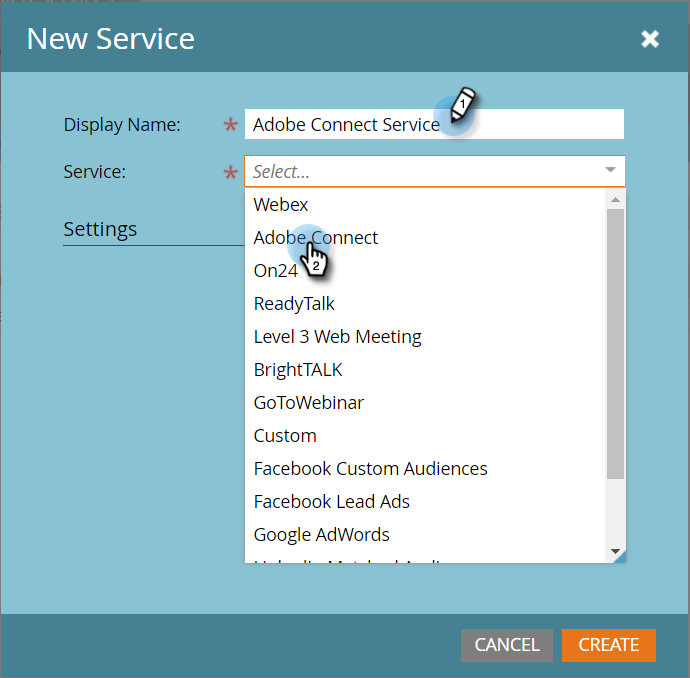 New Service
Display Name: * Adobe Connect Service
1
Service: * Select...
Settings
Webex
Adobe Connect
2
On24
ReadyTalk
Level 3 Web Meeting
BrightTALK
GoToWebinar
Custom
Facebook Custom Audiences
Facebook Lead Ads
Google AdWords
CANCEL CREATE